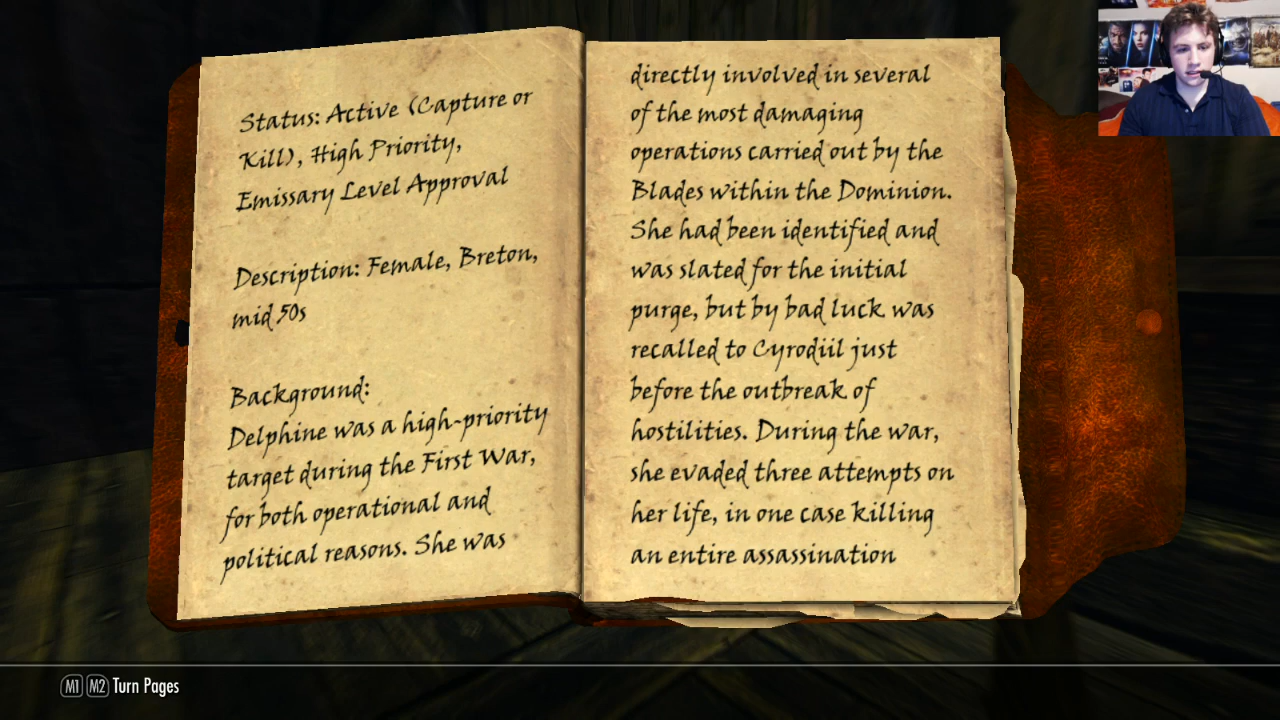 Status: Active (Capture or
Kill), High Priority,
Emissary Level Approval
Description: Female, Breton,
mid 50s
Background:
Delphine was a high-priority
target during the First War,
for both operational and
political reasons. She was
directly involved in several
of the most damaging
operations carried out by the
Blades within the Dominion.
She had been identified and
was slated for the initial
purge, but by bad luck was
recalled to Cyrodiil just
before the outbreak of
hostilities. During the war,
she evaded three attempts on
her life, in one case killing
an entire assassination
M1 M2 Turn Pages